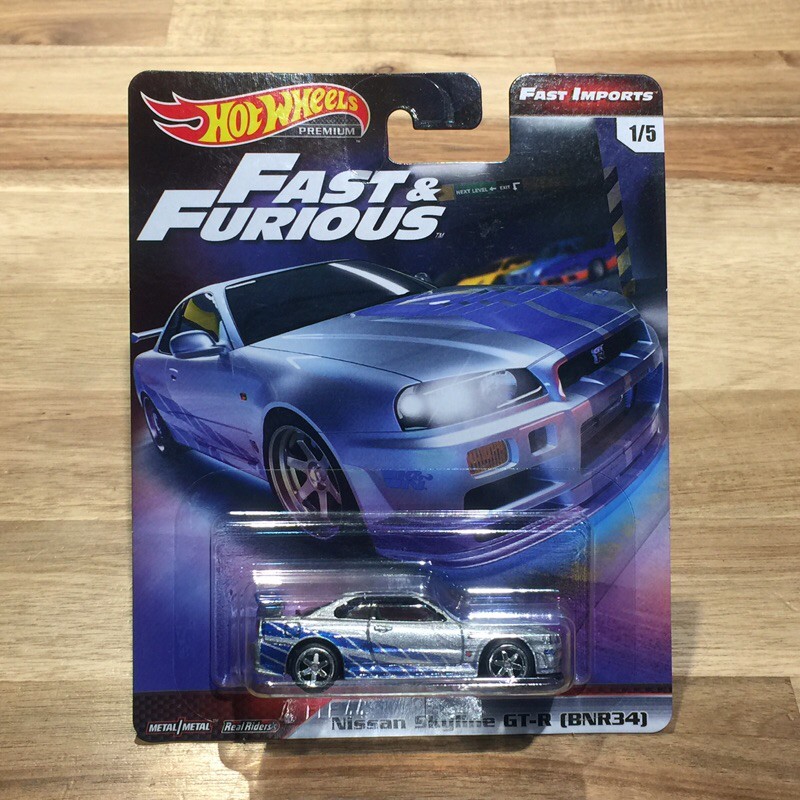 HOT WHEELS
PREMIUM
FAST IMPORTS
1/5
FAST &
FURIOUS™
NEXT LEVEL ← EXIT
METAL/METAL Real Riders Nissan Skyline GT-R (BNR34)